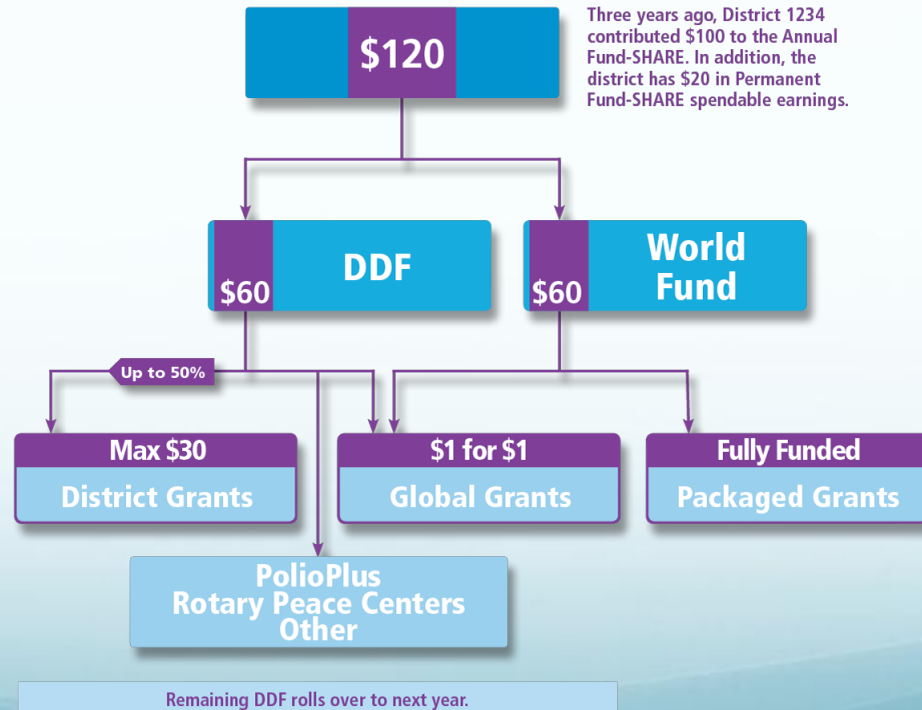 $120
Three years ago, District 1234
contributed $100 to the Annual
Fund-SHARE. In addition, the
district has $20 in Permanent
Fund-SHARE spendable earnings.
$60
DDF
$60
World
Fund
Up to 50%
Max $30
District Grants
$1 for $1
Global Grants
Fully Funded
Packaged Grants
PolioPlus
Rotary Peace Centers
Other
Remaining DDF rolls over to next year.